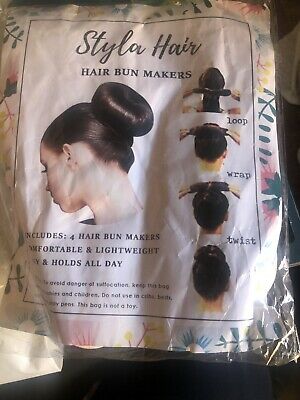 Styla Hair
HAIR BUN MAKERS
loop
wrap
twist
INCLUDES: 4 HAIR BUN MAKERS
COMFORTABLE & LIGHTWEIGHT
& HOLDS ALL DAY
To avoid danger of suffocation, keep this bag
and children. Do not use in cribs, beds,
pens. This bag is not a toy.